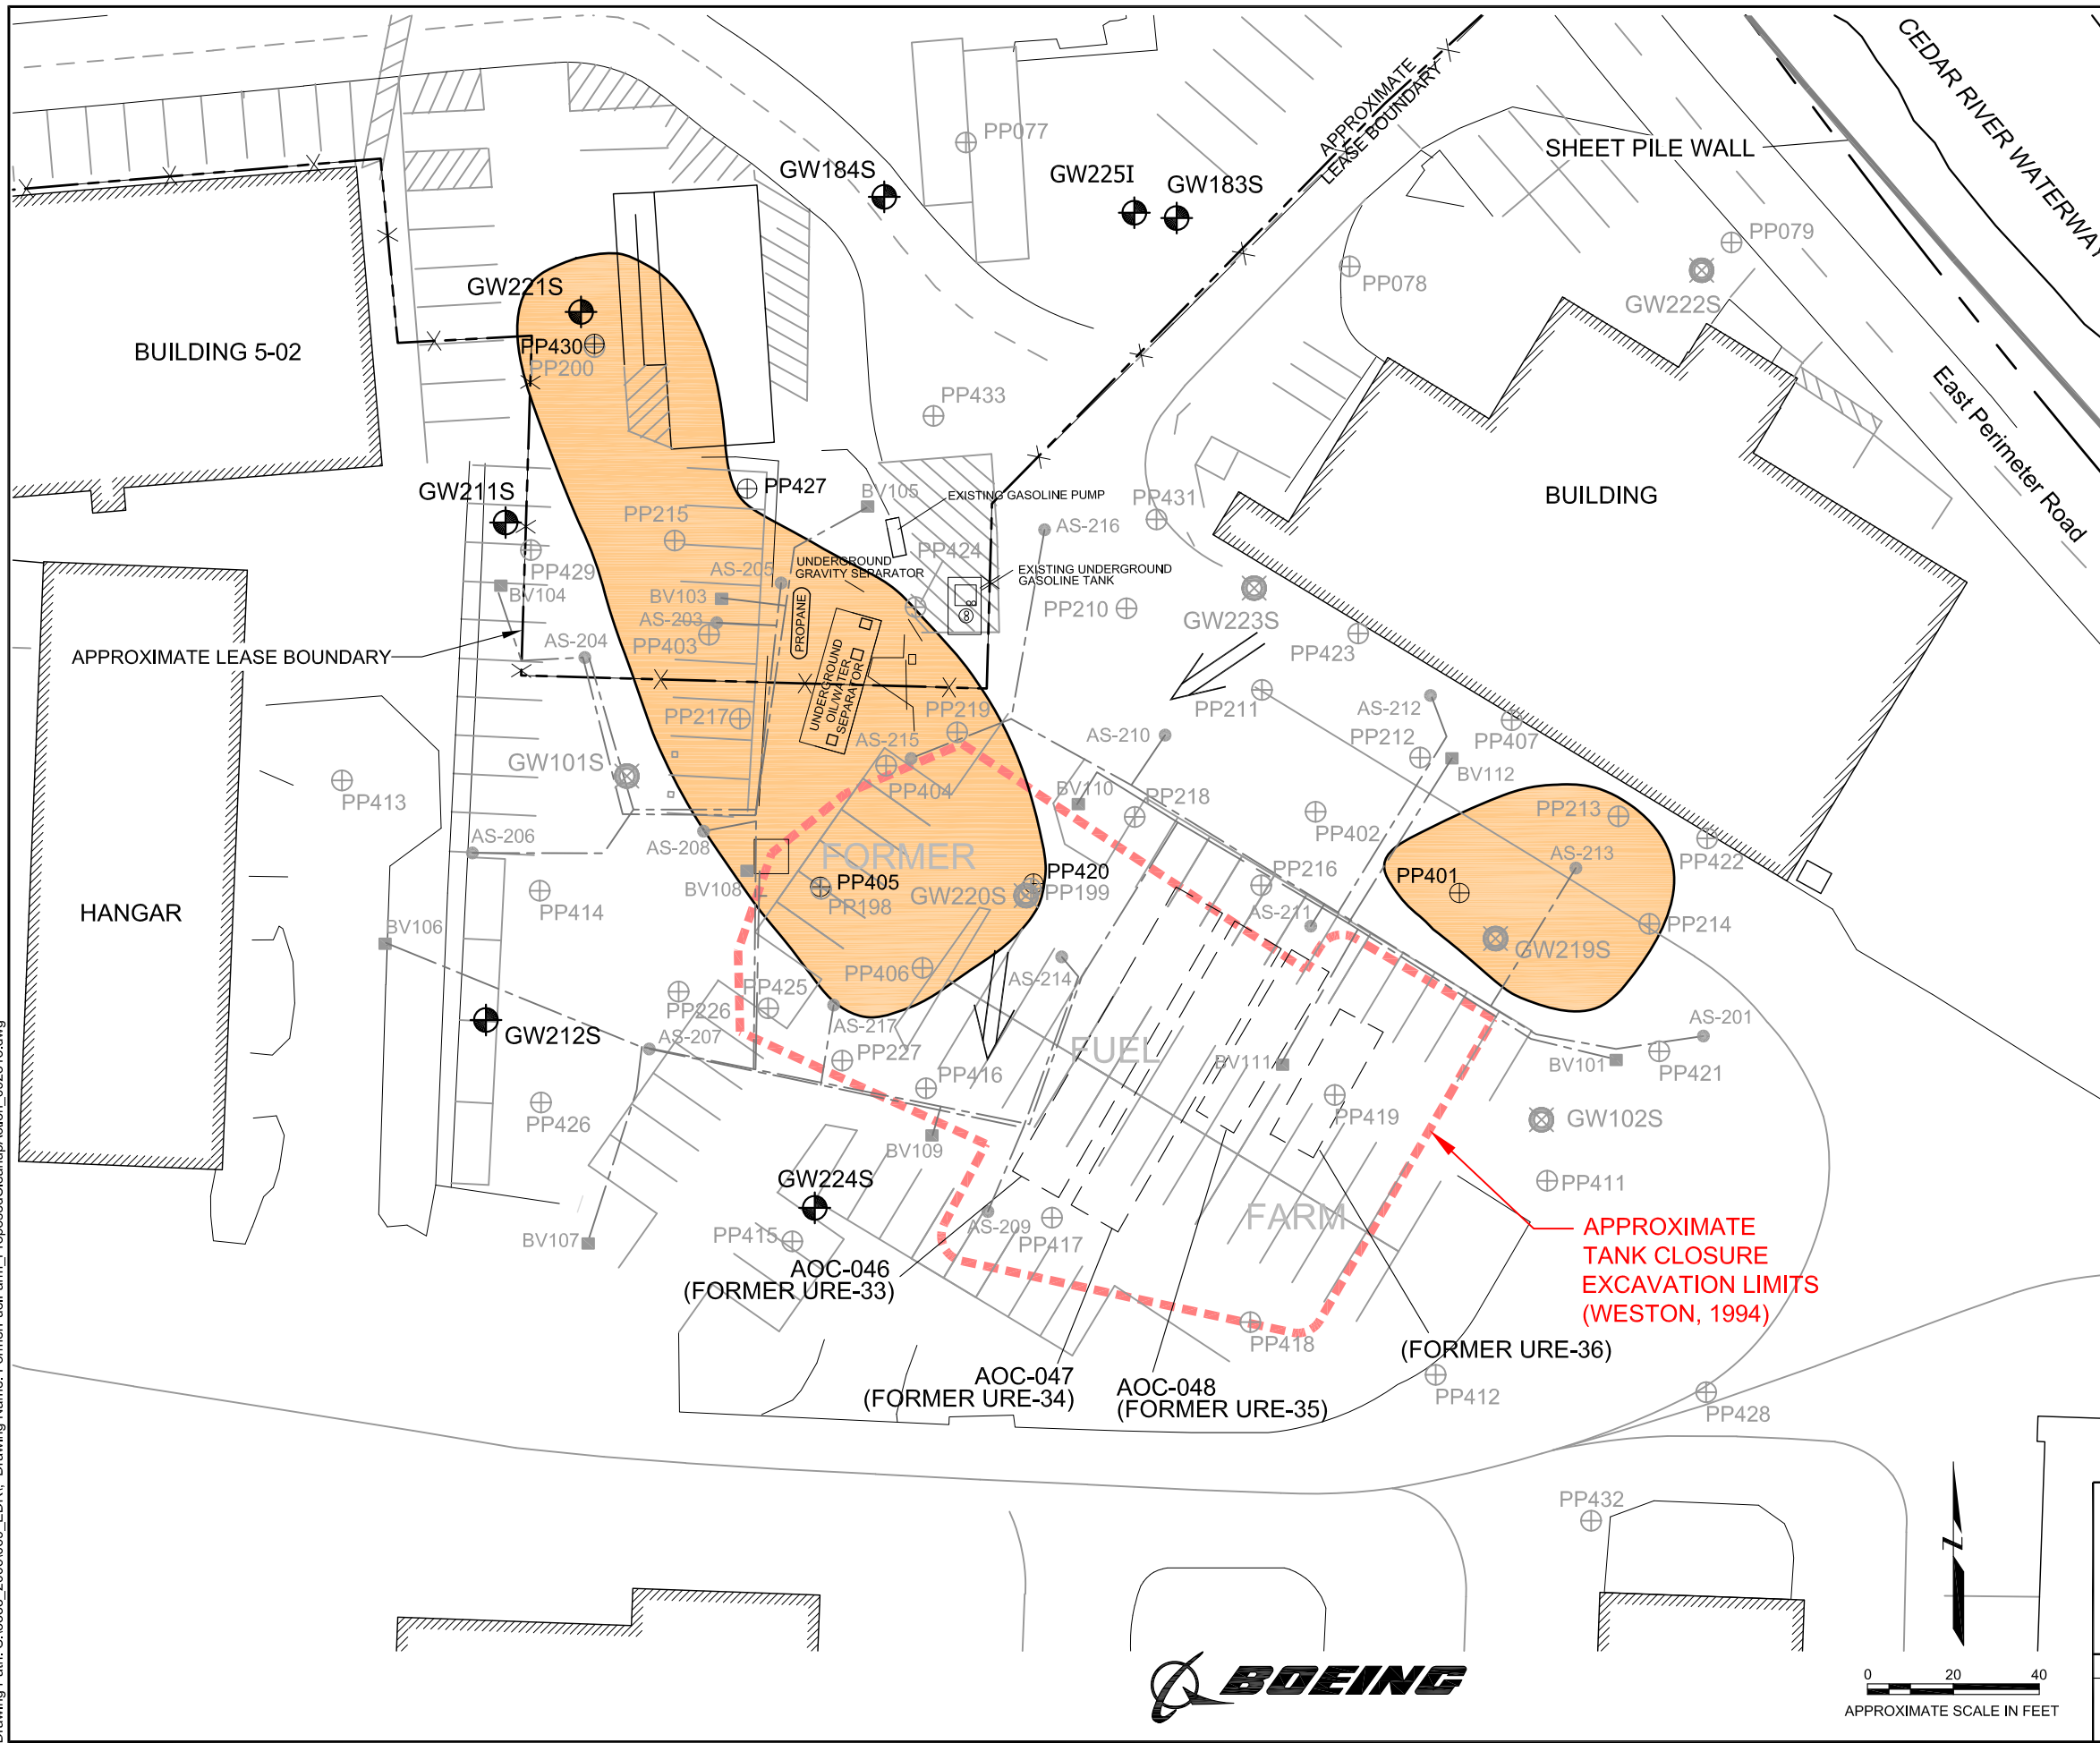 CEDAR RIVER WATERWAY
APPROXIMATE
LEASE BOUNDARY
SHEET PILE WALL
PP077
GW184S
GW225I
GW183S
PP079
PP078
GW222S
GW221S
BUILDING 5-02
PP430
PP200
PP433
East Perimeter Road
BUILDING
GW211S
PP427
BV105
EXISTING GASOLINE PUMP
PP431
AS-216
PP215
PP424
UNDERGROUND
GRAVITY SEPARATOR
EXISTING UNDERGROUND
GASOLINE TANK
PP429
BV104
AS-205
BV103
AS-203
PP403
PROPANE
PP210
GW223S
AS-204
UNDERGROUND
OIL/WATER
SEPARATOR
PP423
APPROXIMATE LEASE BOUNDARY
PP217
PP219
PP211
AS-212
PP212
PP407
AS-215
AS-210
GW101S
PP413
PP404
BV110
PP218
BV112
PP402
PP213
AS-206
AS-208
FORMER
AS-213
PP422
BV108
PP405
PP198
GW220S
PP420
PP199
PP216
PP401
HANGAR
PP414
BV106
AS-211
PP214
GW219S
PP406
AS-214
PP226
PP425
GW212S
AS-207
AS-217
PP227
FUEL
AS-201
BV111
BV101
PP421
PP416
PP426
PP419
GW102S
BV109
GW224S
PP411
BV107
PP415
AS-209
PP417
FARM
APPROXIMATE
TANK CLOSURE
EXCAVATION LIMITS
(WESTON, 1994)
AOC-046
(FORMER URE-33)
PP418
(FORMER URE-36)
AOC-047
(FORMER URE-34)
AOC-048
(FORMER URE-35)
PP412
PP428
PP432
N
BOEING
0 20 40
APPROXIMATE SCALE IN FEET